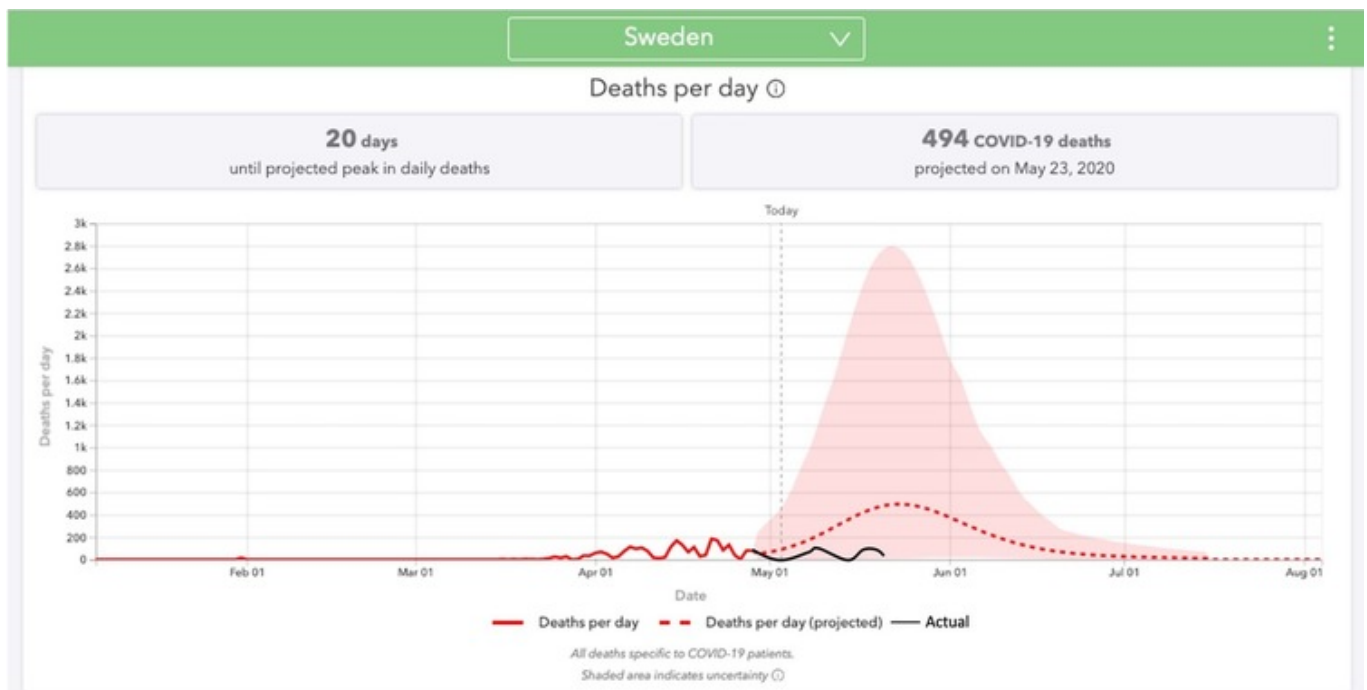 Sweden
Deaths per day
20 days
until projected peak in daily deaths
494 COVID-19 deaths
projected on May 23, 2020
Today
3k
2.8k
2.6k
2.4k
2.2k
2k
1.8k
1.6k
1.4k
1.2k
1k
800
600
400
200
0
Deaths per day
Feb 01
Mar 01
Apr 01
May 01
Jun 01
Jul 01
Aug 01
Date
Deaths per day
Deaths per day (projected)
Actual
All deaths specific to COVID-19 patients.
Shaded area indicates uncertainty